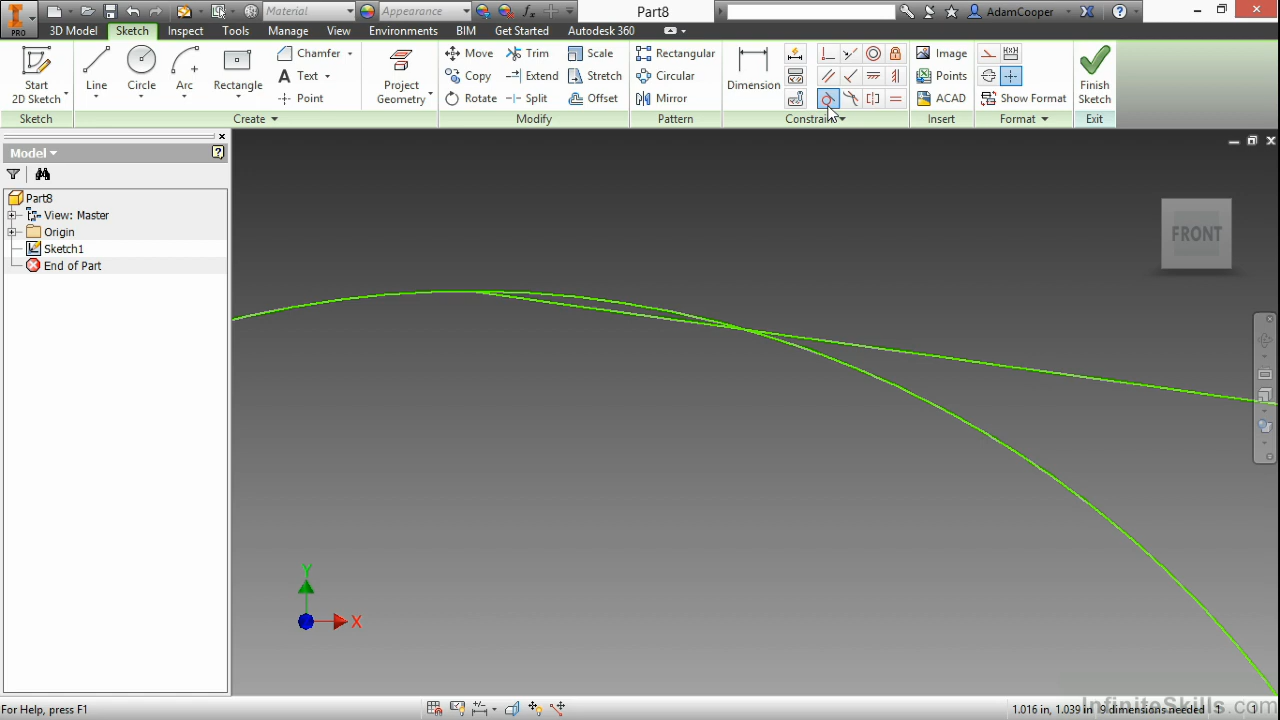 Material
Appearance
Part8
AdamCooper
PRO
3D Model Sketch Inspect Tools Manage View Environments BIM Get Started Autodesk 360
Start
2D Sketch
Line
Circle
Arc
Rectangle
Chamfer
Text
Point
Project
Geometry
Move
Copy
Rotate
Trim
Extend
Split
Scale
Stretch
Offset
Rectangular
Circular
Mirror
Dimension
Image
Points
ACAD
Show Format
Finish
Sketch
Sketch
Create
Modify
Pattern
Constrain
Insert
Format
Exit
Model
Part8
View: Master
Origin
Sketch1
End of Part
FRONT
Y
X
For Help, press F1
1.016 in, 1.039 in 9 dimensions needed 1 1
InfiniteSkills.com